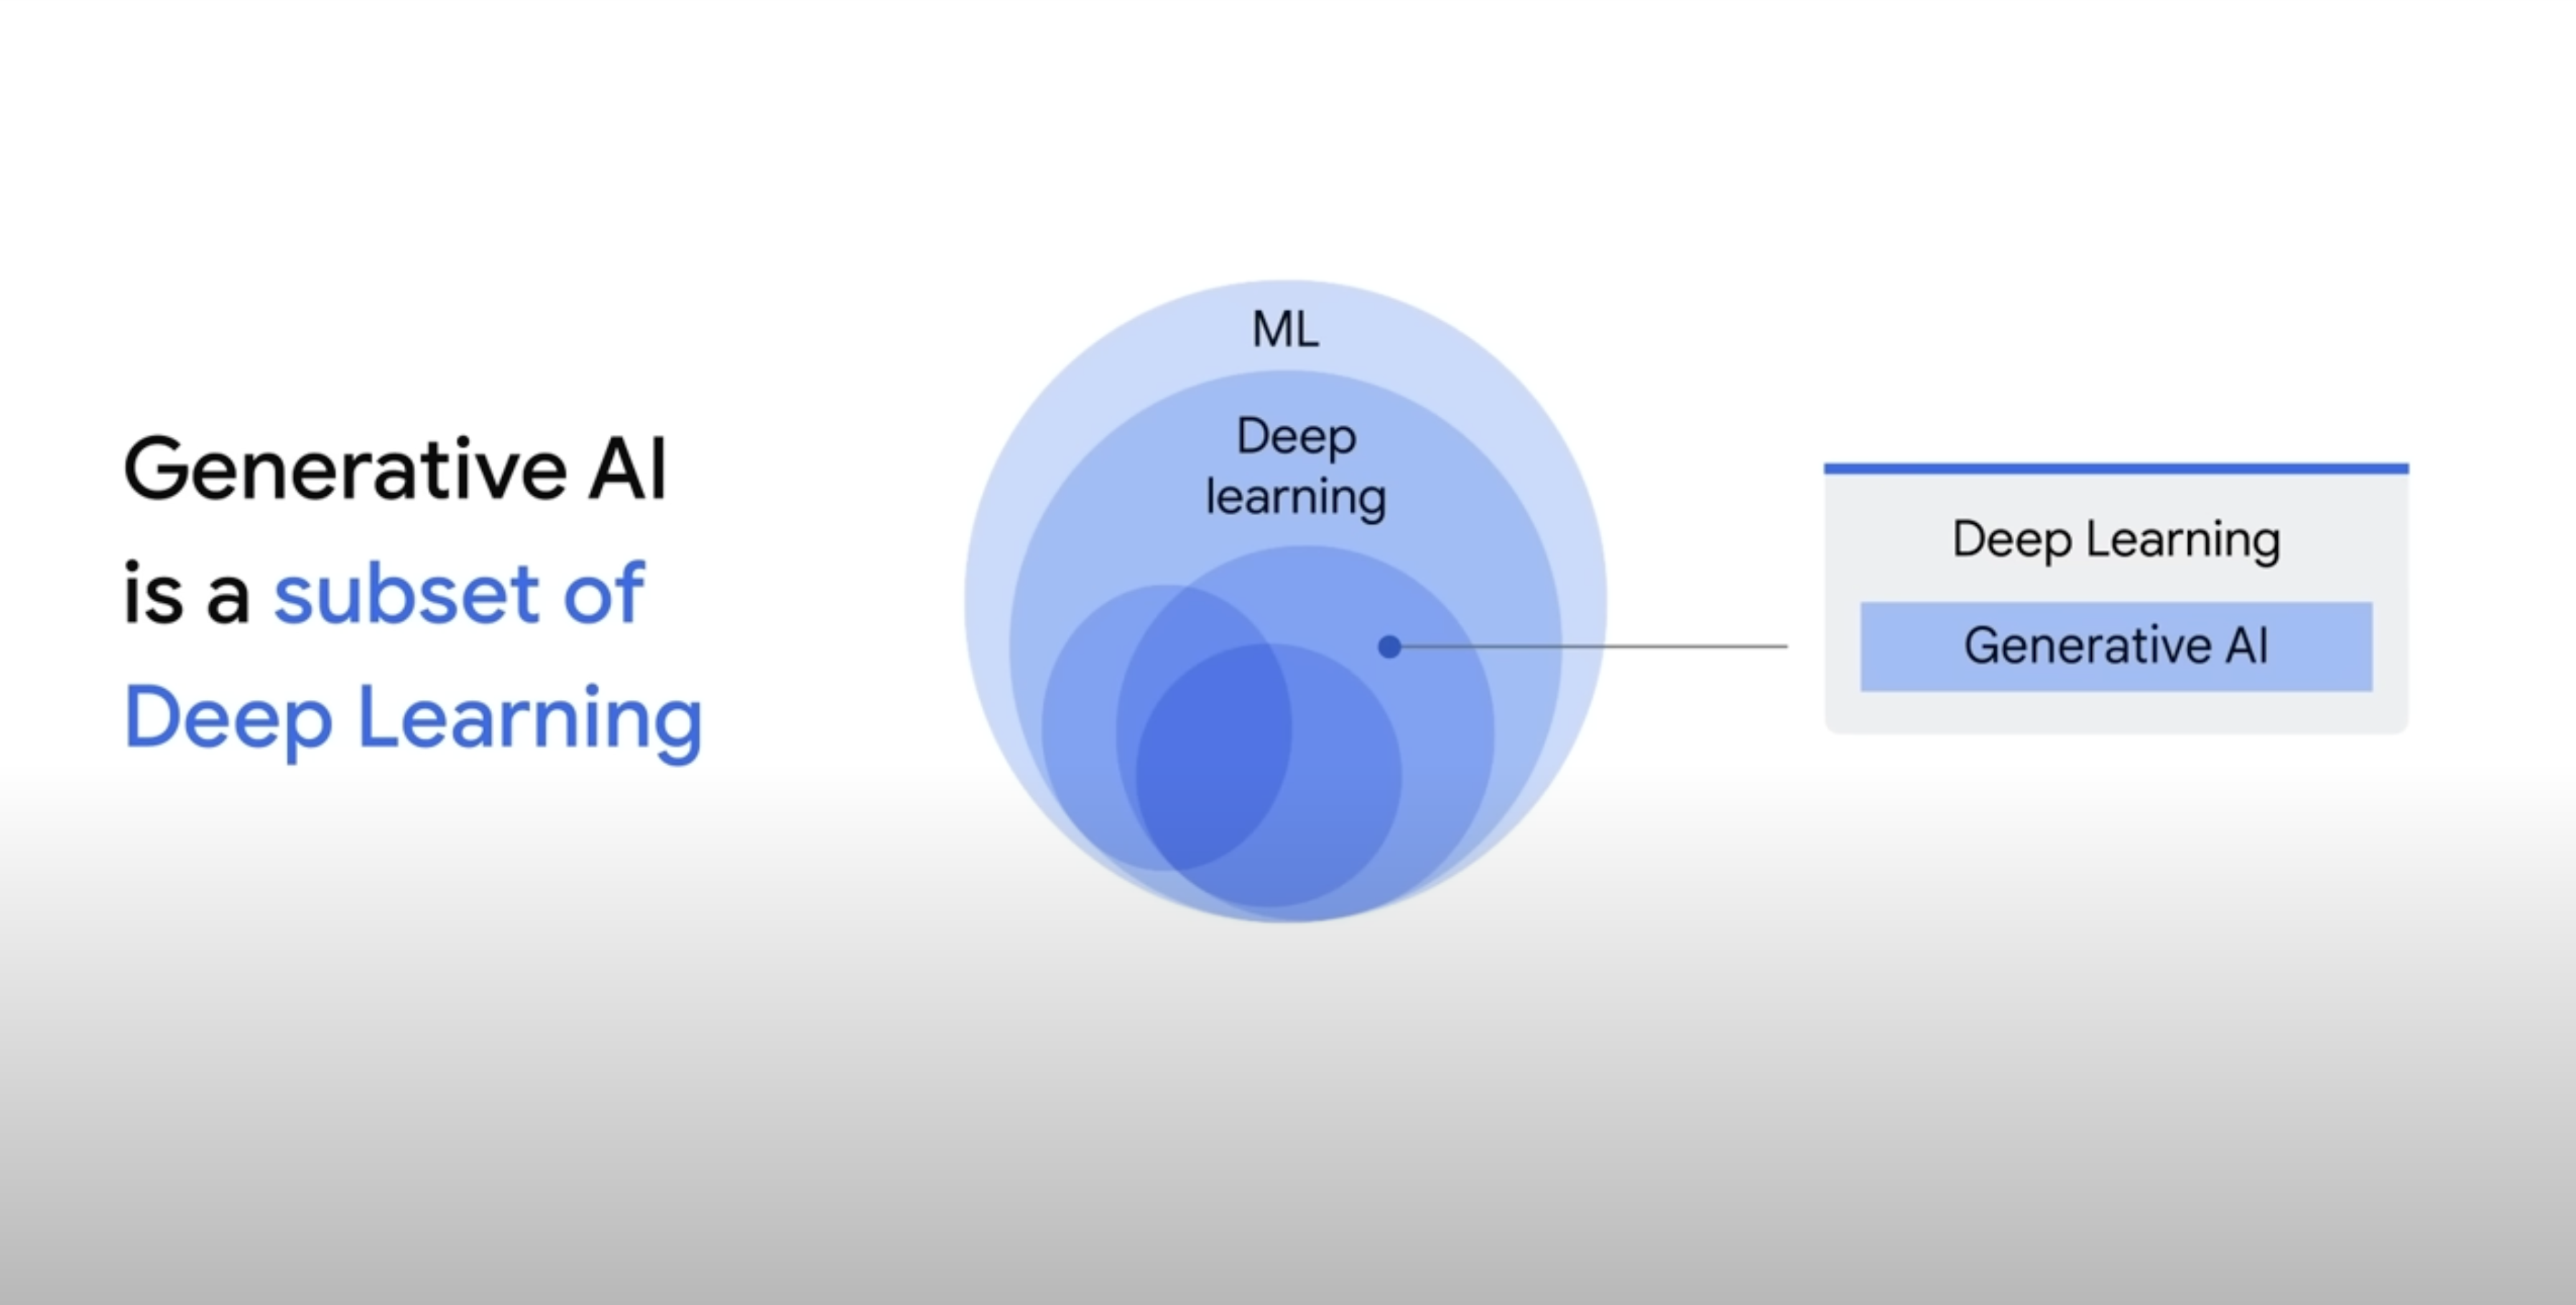 Generative AI
is a subset of
Deep Learning
ML
Deep
learning
Deep Learning
Generative AI